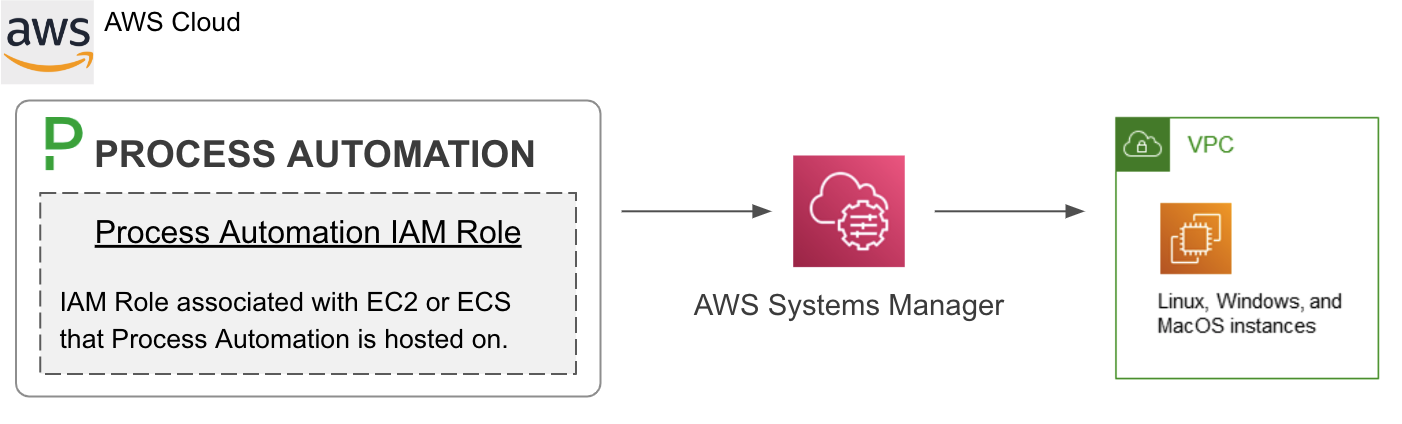 aws
AWS Cloud
P PROCESS AUTOMATION
Process Automation IAM Role
IAM Role associated with EC2 or ECS
that Process Automation is hosted on.
AWS Systems Manager
VPC
Linux, Windows, and
MacOS instances